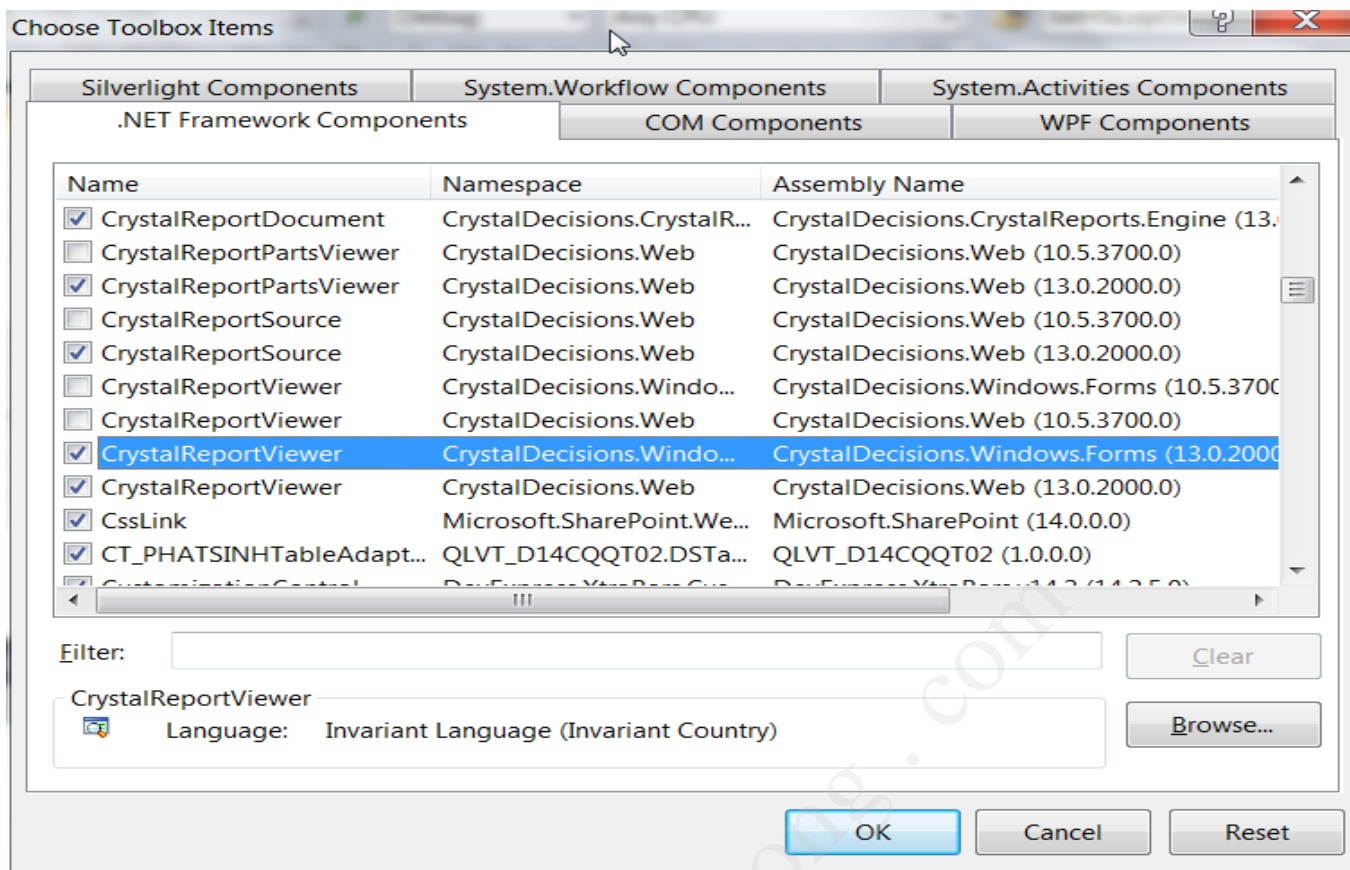 Choose Toolbox Items
Silverlight Components System.Workflow Components System.Activities Components
.NET Framework Components COM Components WPF Components
Name Namespace Assembly Name
CrystalReportDocument CrystalDecisions.CrystalR... CrystalDecisions.CrystalReports.Engine (13.
CrystalReportPartsViewer CrystalDecisions.Web CrystalDecisions.Web (10.5.3700.0)
CrystalReportPartsViewer CrystalDecisions.Web CrystalDecisions.Web (13.0.2000.0)
CrystalReportSource CrystalDecisions.Web CrystalDecisions.Web (10.5.3700.0)
CrystalReportSource CrystalDecisions.Web CrystalDecisions.Web (13.0.2000.0)
CrystalReportViewer CrystalDecisions.Windo... CrystalDecisions.Windows.Forms (10.5.3700
CrystalReportViewer CrystalDecisions.Web CrystalDecisions.Web (10.5.3700.0)
CrystalReportViewer CrystalDecisions.Windo... CrystalDecisions.Windows.Forms (13.0.2000
CrystalReportViewer CrystalDecisions.Web CrystalDecisions.Web (13.0.2000.0)
CssLink Microsoft.SharePoint.We... Microsoft.SharePoint (14.0.0.0)
CT_PHATSINHTableAdapt... QLVT_D14CQQT02.DSTa... QLVT_D14CQQT02 (1.0.0.0)
Filter: Clear
CrystalReportViewer
Language: Invariant Language (Invariant Country)
Browse...
OK Cancel Reset
ong . com